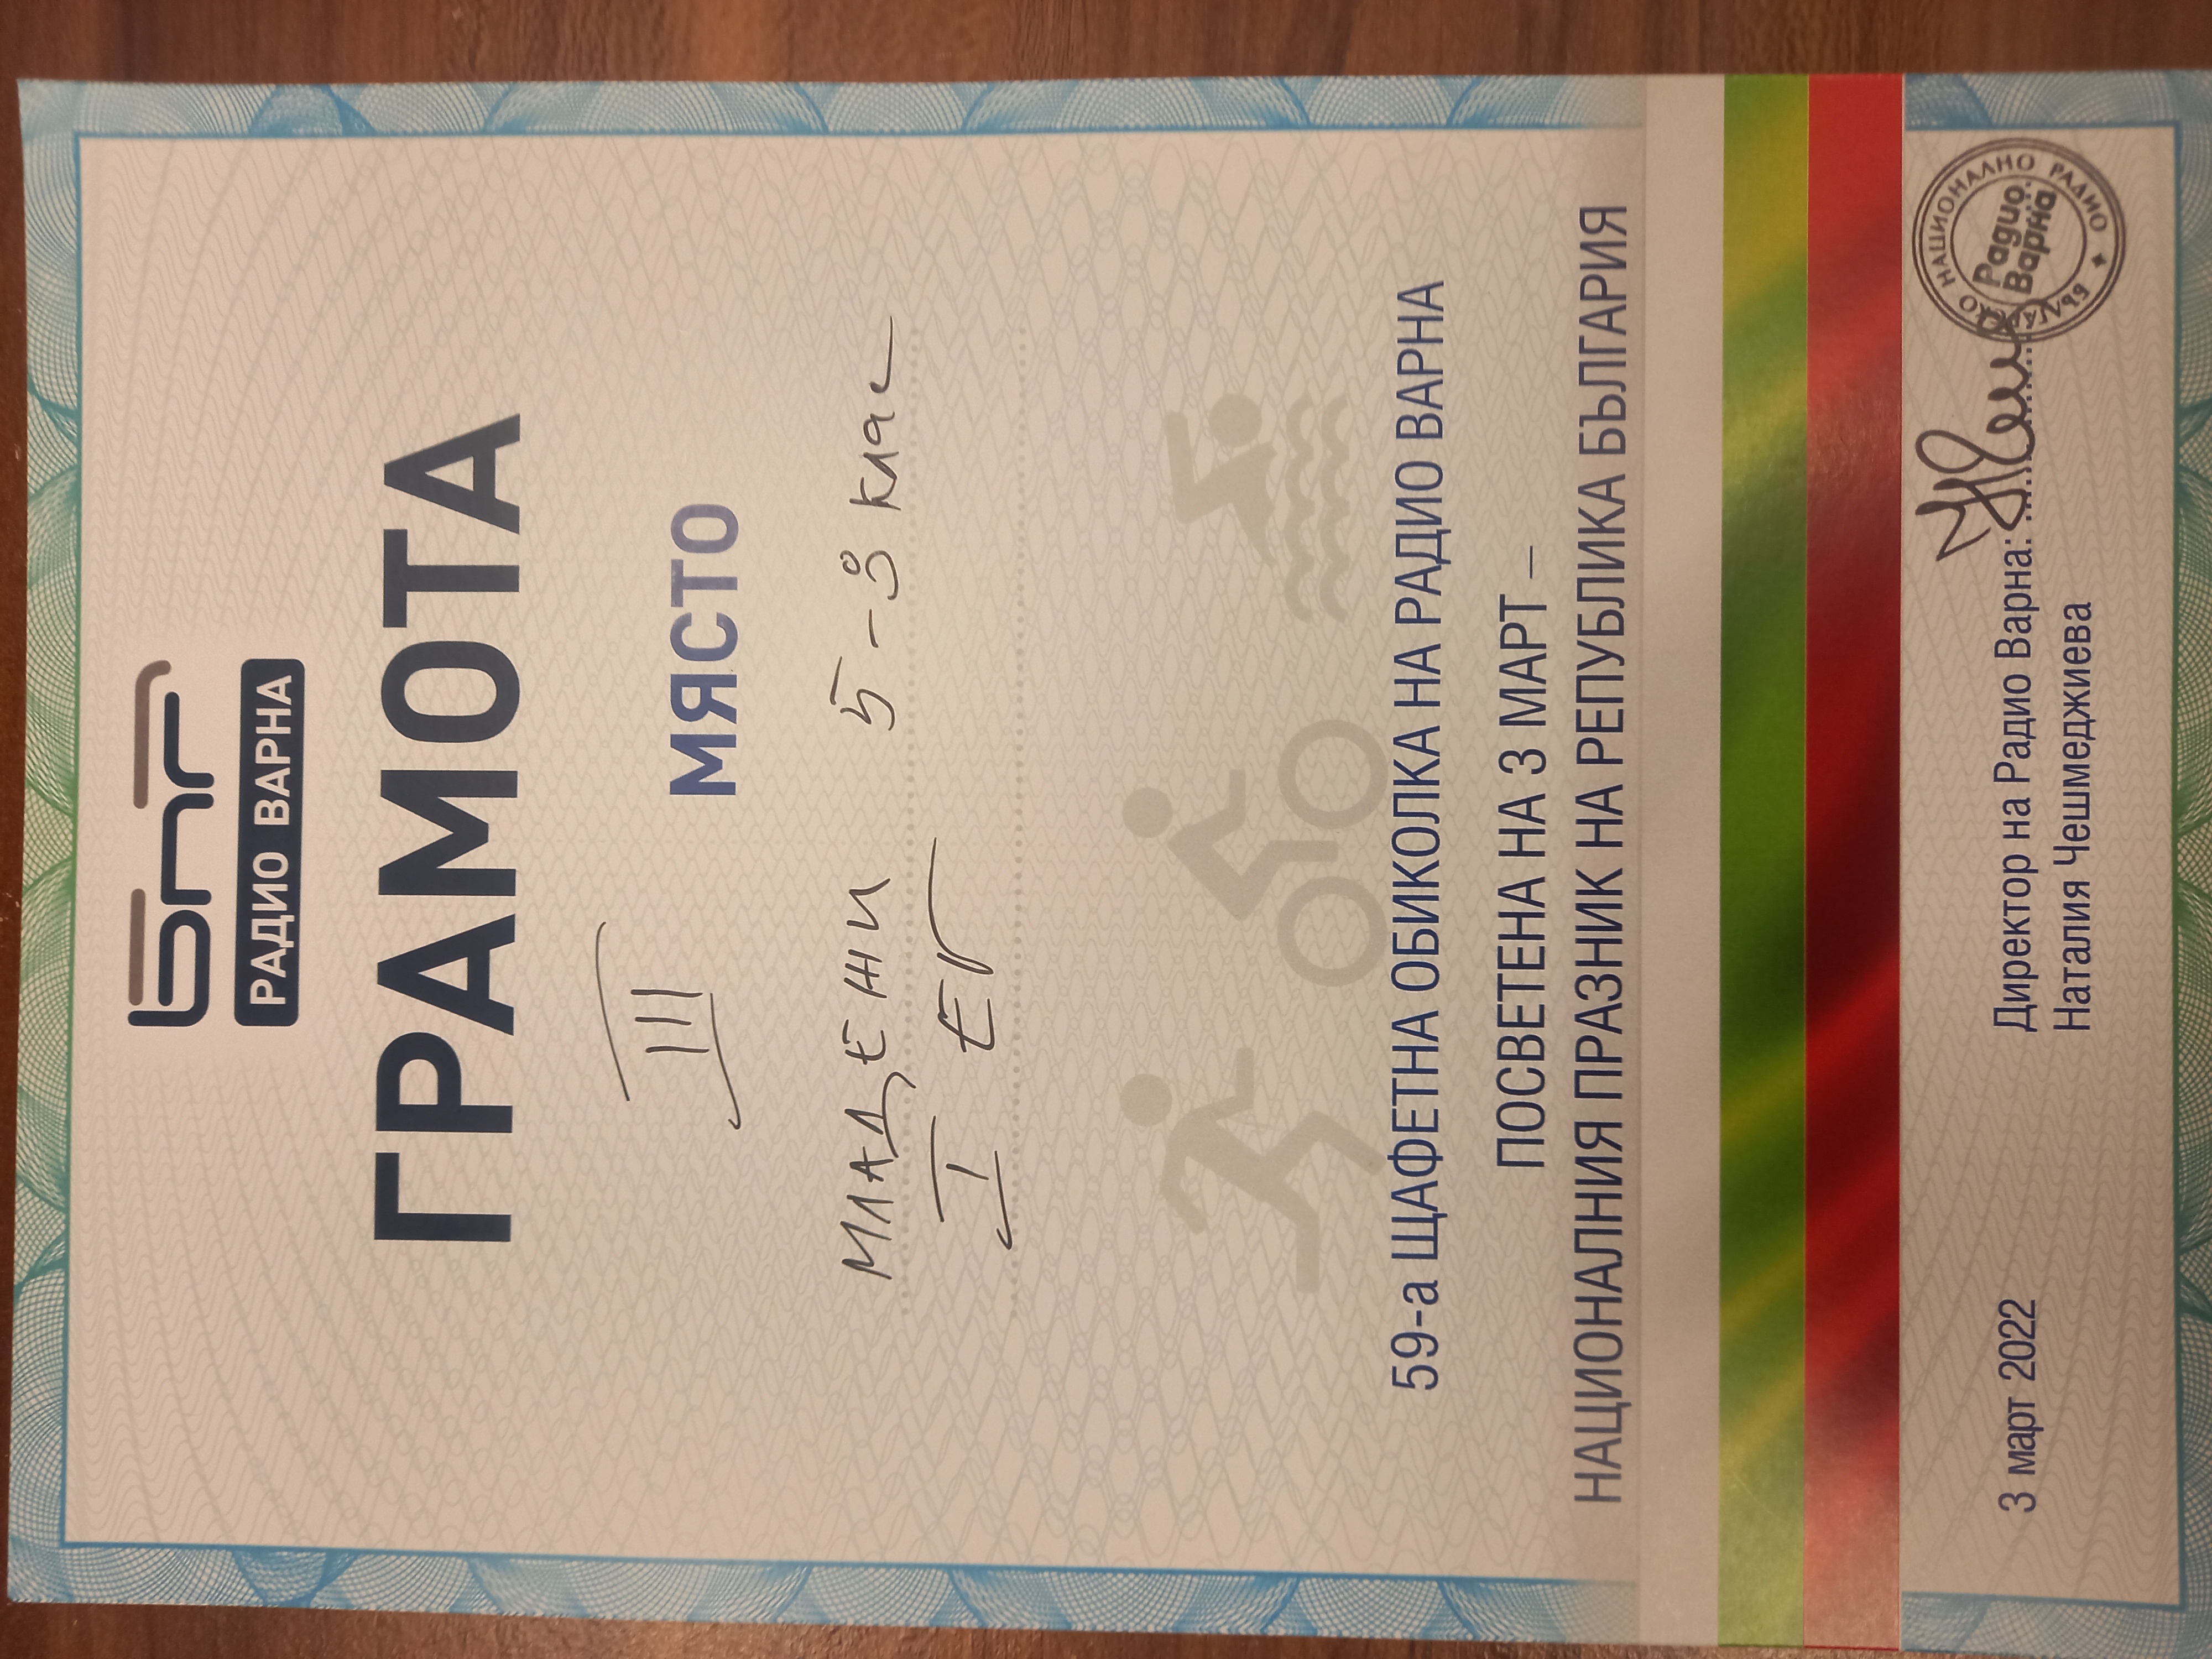 bnr
РАДИО ВАРНА
ГРАМОТА
III МЯСТО
МЛАДЕЖИ 5-8 клас
I ЕГ
59-а ЩАФЕТНА ОБИКОЛКА НА РАДИО ВАРНА
ПОСВЕТЕНА НА 3 МАРТ –
НАЦИОНАЛНИЯ ПРАЗНИК НА РЕПУБЛИКА БЪЛГАРИЯ
3 март 2022
Директор на Радио Варна:
Наталия Чешмеджиева
БЪЛГАРСКО НАЦИОНАЛНО РАДИО
Радио
Варна